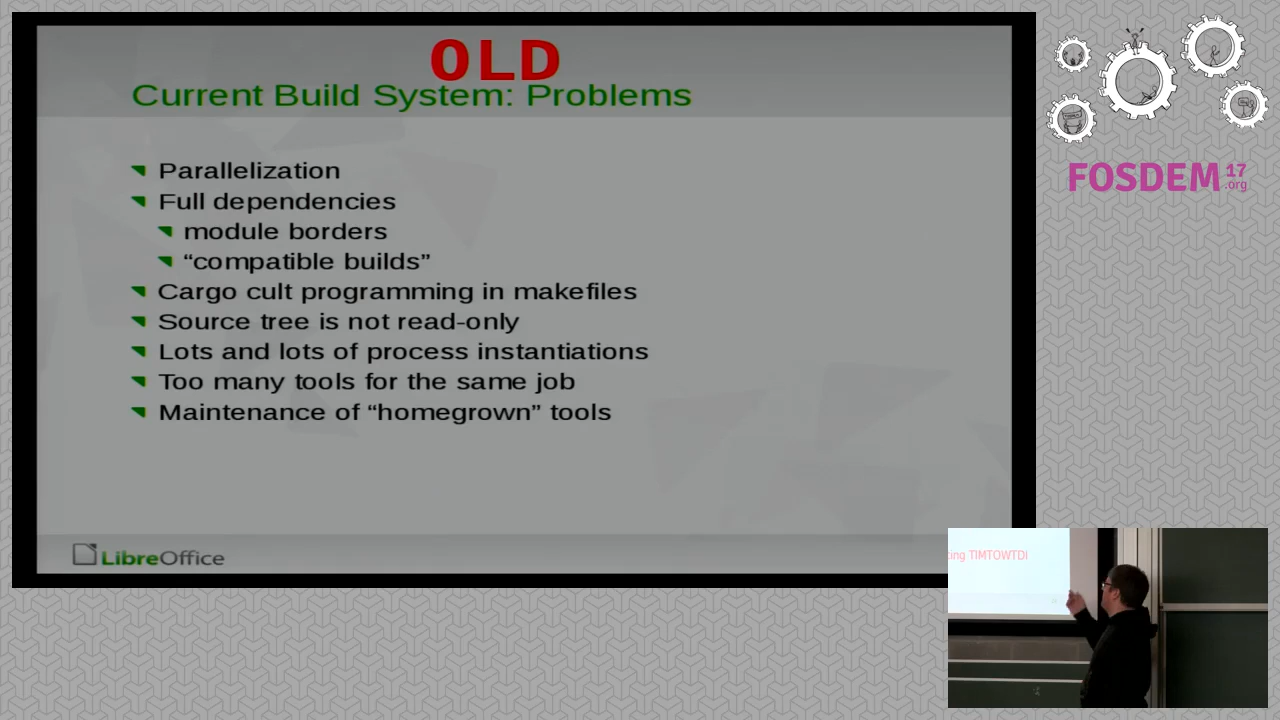 OLD
Current Build System: Problems
Parallelization
Full dependencies
module borders
“compatible builds”
Cargo cult programming in makefiles
Source tree is not read-only
Lots and lots of process instantiations
Too many tools for the same job
Maintenance of “homegrown” tools
LibreOffice
FOSDEM 17
.org
cing TIMTOWTDI